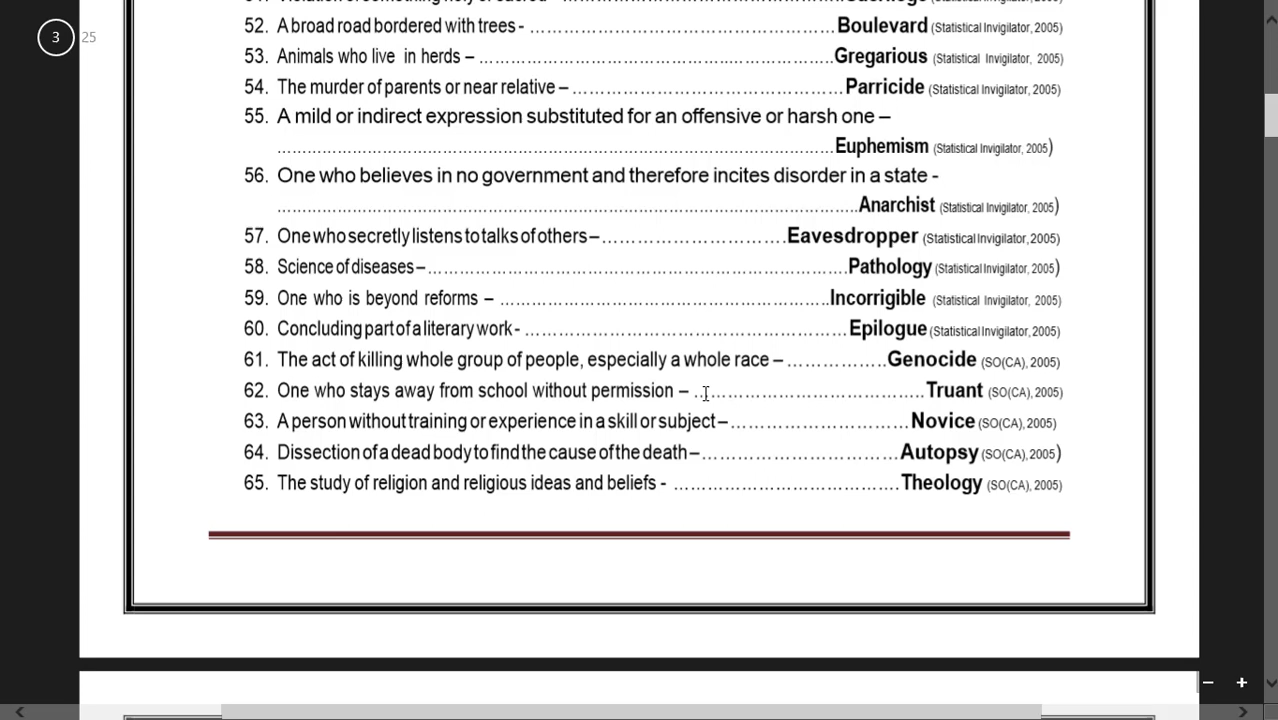 3 25
52. A broad road bordered with trees - ……………………………………………Boulevard (Statistical Invigilator, 2005)
53. Animals who live in herds – ……………………………………………………..Gregarious (Statistical Invigilator, 2005)
54. The murder of parents or near relative – ………………………………………Parricide (Statistical Invigilator, 2005)
55. A mild or indirect expression substituted for an offensive or harsh one –
……………………………………………………………………………………..Euphemism (Statistical Invigilator, 2005)
56. One who believes in no government and therefore incites disorder in a state -
………………………………………………………………………………………..Anarchist (Statistical Invigilator, 2005)
57. One who secretly listens to talks of others – ………………………….Eavesdropper (Statistical Invigilator, 2005)
58. Science of diseases – ……………………………………………………………….Pathology (Statistical Invigilator, 2005)
59. One who is beyond reforms – …………………………………………………..Incorrigible (Statistical Invigilator, 2005)
60. Concluding part of a literary work - ………………………………………………Epilogue (Statistical Invigilator, 2005)
61. The act of killing whole group of people, especially a whole race – ……………..Genocide (SO(CA), 2005)
62. One who stays away from school without permission – …………………………………..Truant (SO(CA), 2005)
63. A person without training or experience in a skill or subject – …………………………Novice (SO(CA), 2005)
64. Dissection of a dead body to find the cause of the death – ……………………………Autopsy (SO(CA), 2005)
65. The study of religion and religious ideas and beliefs - ………………………………….Theology (SO(CA), 2005)